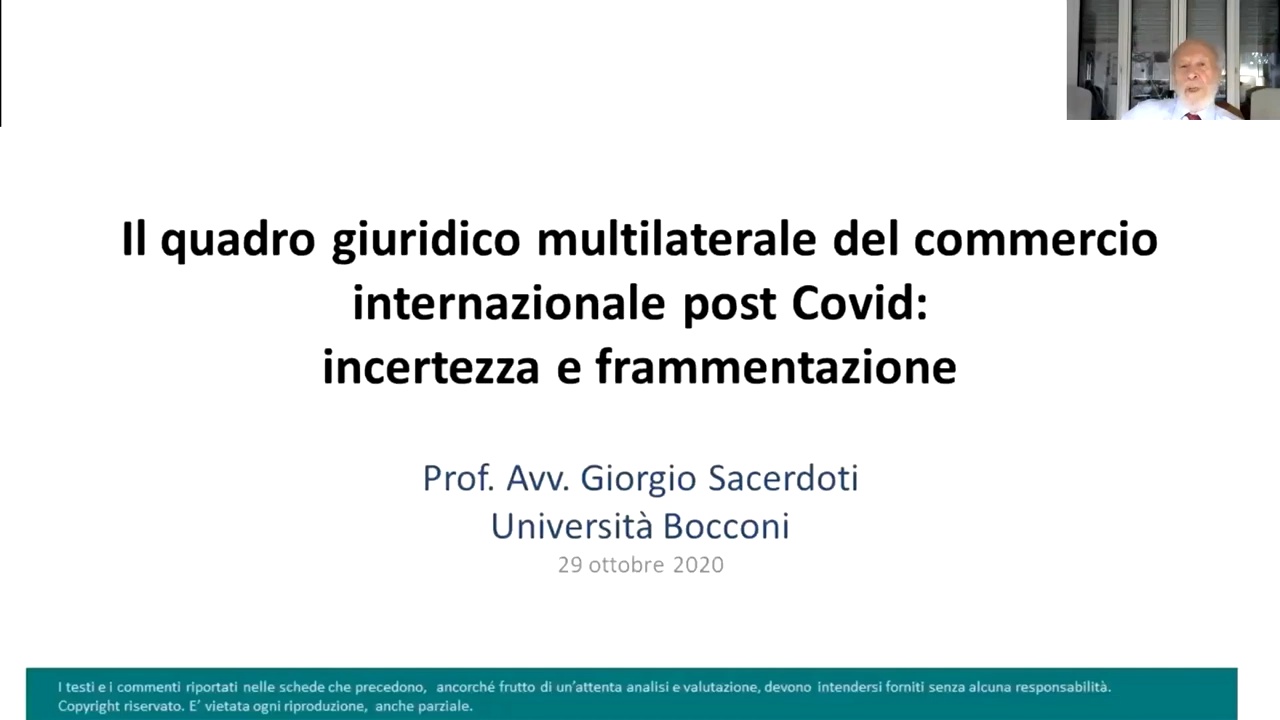 Il quadro giuridico multilaterale del commercio
internazionale post Covid:
incertezza e frammentazione
Prof. Avv. Giorgio Sacerdoti
Università Bocconi
29 ottobre 2020
I testi e i commenti riportati nelle schede che precedono, ancorché frutto di un'attenta analisi e valutazione, devono intendersi forniti senza alcuna responsabilità.
Copyright riservato. E' vietata ogni riproduzione, anche parziale.